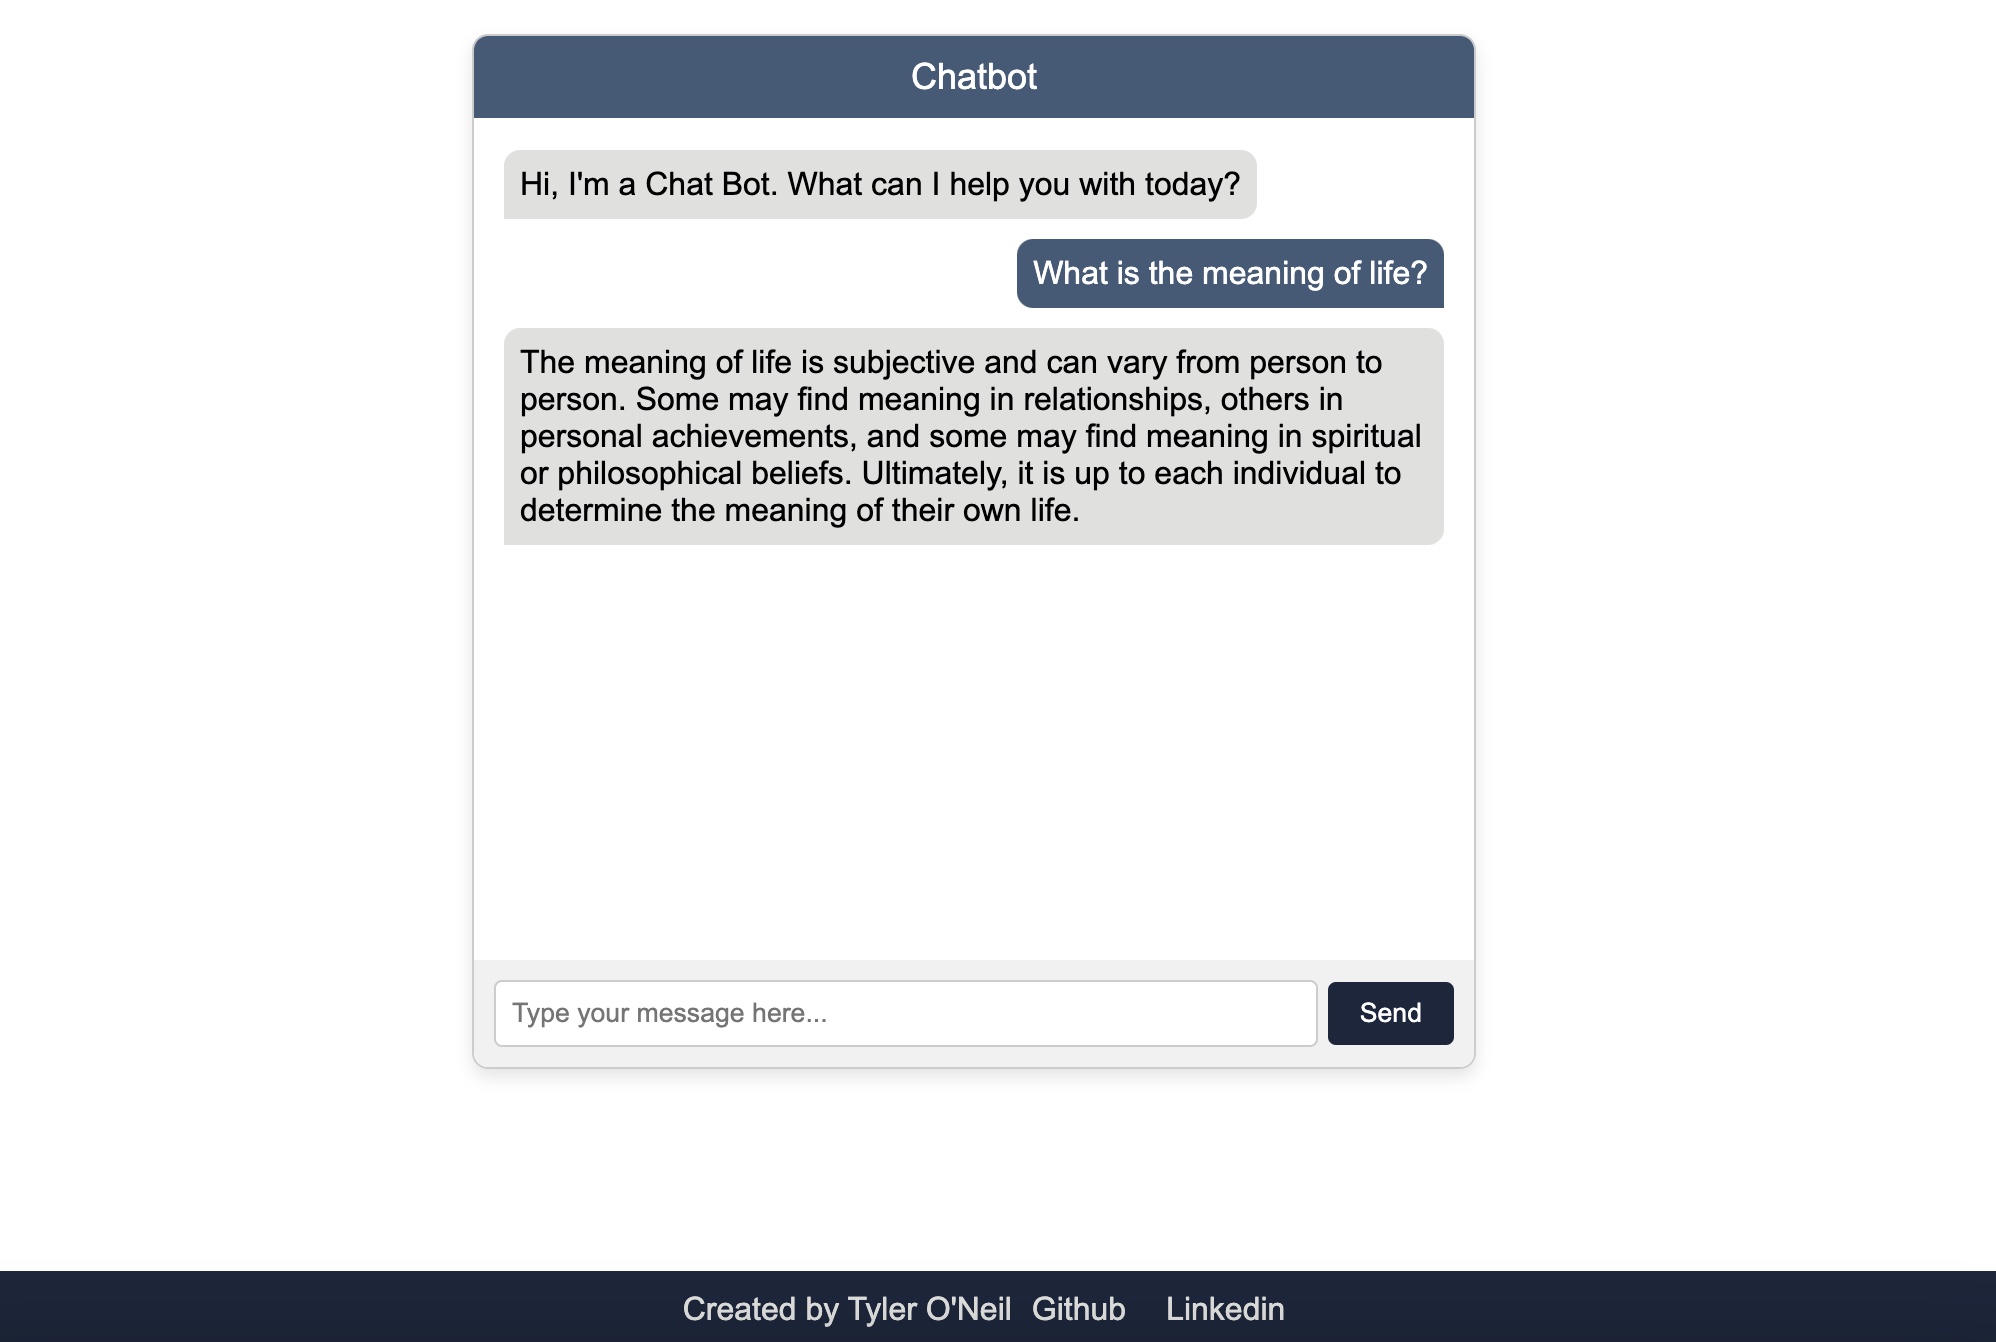 Chatbot
Hi, I'm a Chat Bot. What can I help you with today?
What is the meaning of life?
The meaning of life is subjective and can vary from person to
person. Some may find meaning in relationships, others in
personal achievements, and some may find meaning in spiritual
or philosophical beliefs. Ultimately, it is up to each individual to
determine the meaning of their own life.
Type your message here...
Send
Created by Tyler O'Neil Github Linkedin